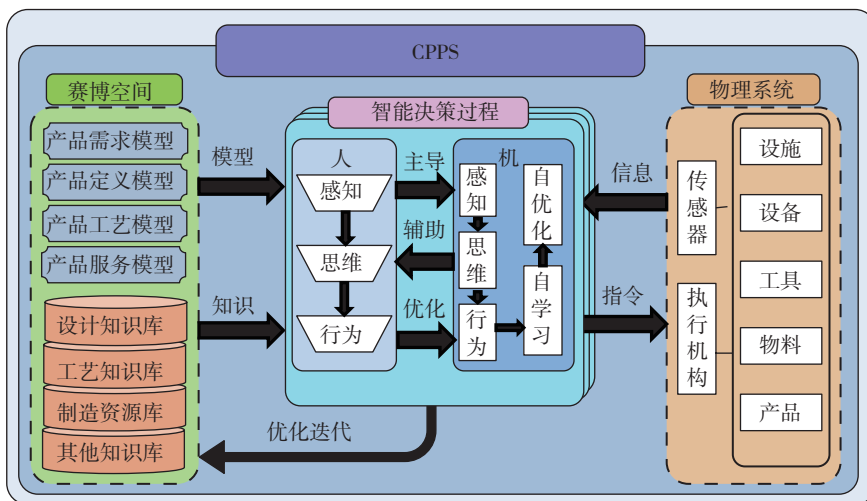 CPPS
赛博空间
产品需求模型
产品定义模型
产品工艺模型
产品服务模型
设计知识库
工艺知识库
制造资源库
其他知识库
模型
知识
优化迭代
智能决策过程
人
感知
思维
行为
主导
辅助
优化
机
感知
思维
行为
自学习
自优化
信息
指令
物理系统
传感器
执行机构
设施
设备
工具
物料
产品